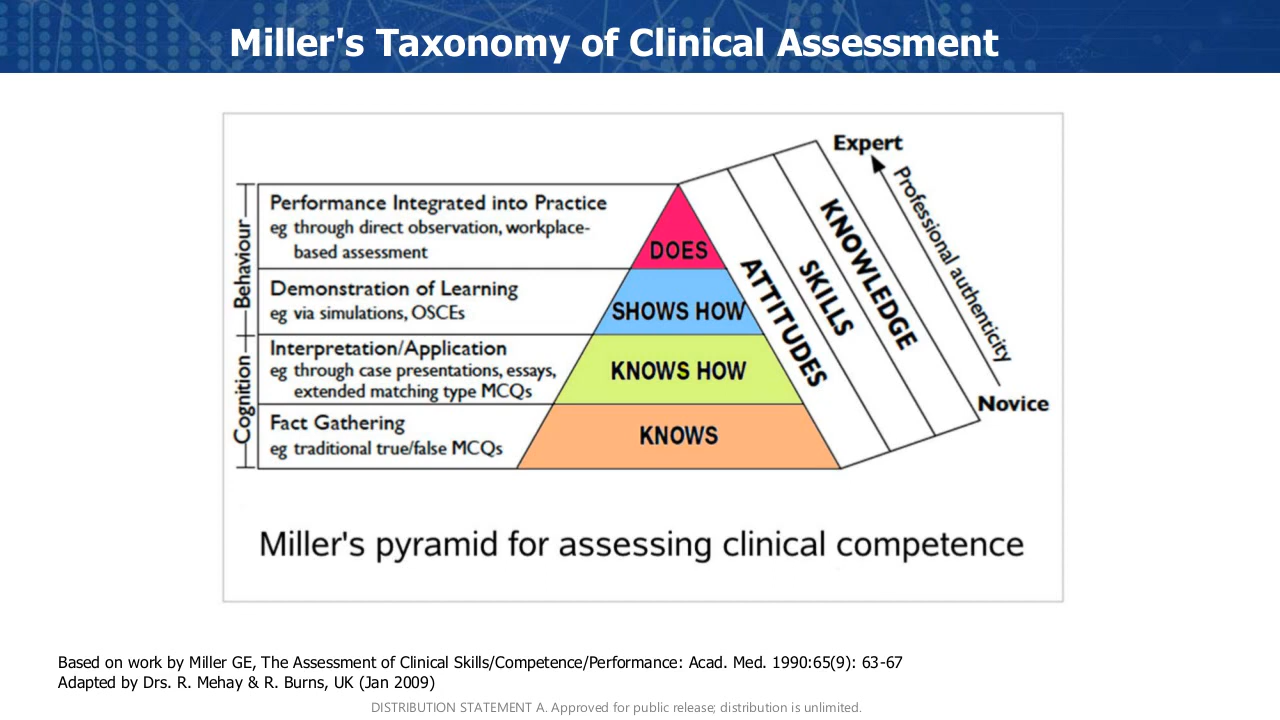 Miller's Taxonomy of Clinical Assessment
Behaviour
Cognition
Performance Integrated into Practice
eg through direct observation, workplace-
based assessment
DOES
Demonstration of Learning
eg via simulations, OSCEs
SHOWS HOW
Interpretation/Application
eg through case presentations, essays,
extended matching type MCQs
KNOWS HOW
Fact Gathering
eg traditional true/false MCQs
KNOWS
ATTITUDES
SKILLS
KNOWLEDGE
Expert
Professional authenticity
Novice
Miller's pyramid for assessing clinical competence
Based on work by Miller GE, The Assessment of Clinical Skills/Competence/Performance: Acad. Med. 1990:65(9): 63-67
Adapted by Drs. R. Mehay & R. Burns, UK (Jan 2009)
DISTRIBUTION STATEMENT A. Approved for public release; distribution is unlimited.